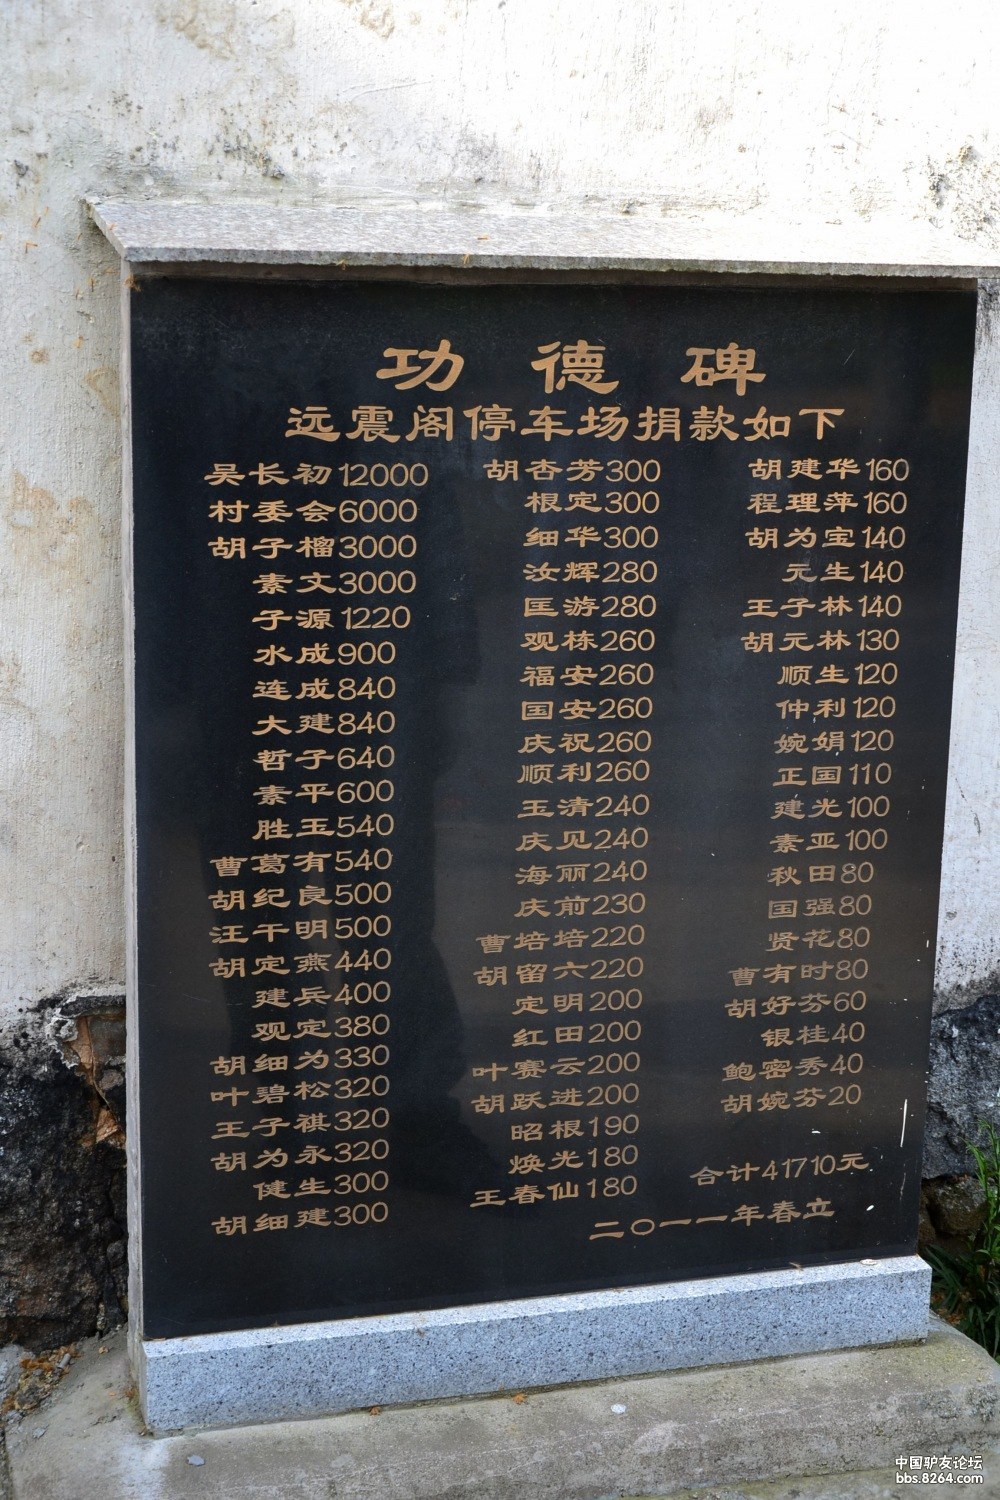 功德碑
远震阁停车场捐款如下
吴长初12000
村委会6000
胡子榴3000
素文3000
子源1220
水成900
连成840
大建840
哲子640
素平600
胜玉540
曹葛有540
胡纪良500
汪干明500
胡定燕440
建兵400
观定380
胡细为330
叶碧松320
王子祺320
胡为永320
健生300
胡细建300
胡杏芳300
根定300
细华300
汝辉280
匡游280
观栋260
福安260
国安260
庆祝260
顺利260
玉清240
庆见240
海丽240
庆前230
曹培培220
胡留六220
定明200
红田200
叶赛云200
胡跃进200
昭根190
焕光180
王春仙180
胡建华160
程理萍160
胡为宝140
元生140
王子林140
胡元林130
顺生120
仲利120
婉娟120
正国110
建光100
素亚100
秋田80
国强80
贤花80
曹有时80
胡好芬60
银桂40
鲍密秀40
胡婉芬20
合计41710元
二〇一一年春立
中国驴友论坛
bbs.8264.com